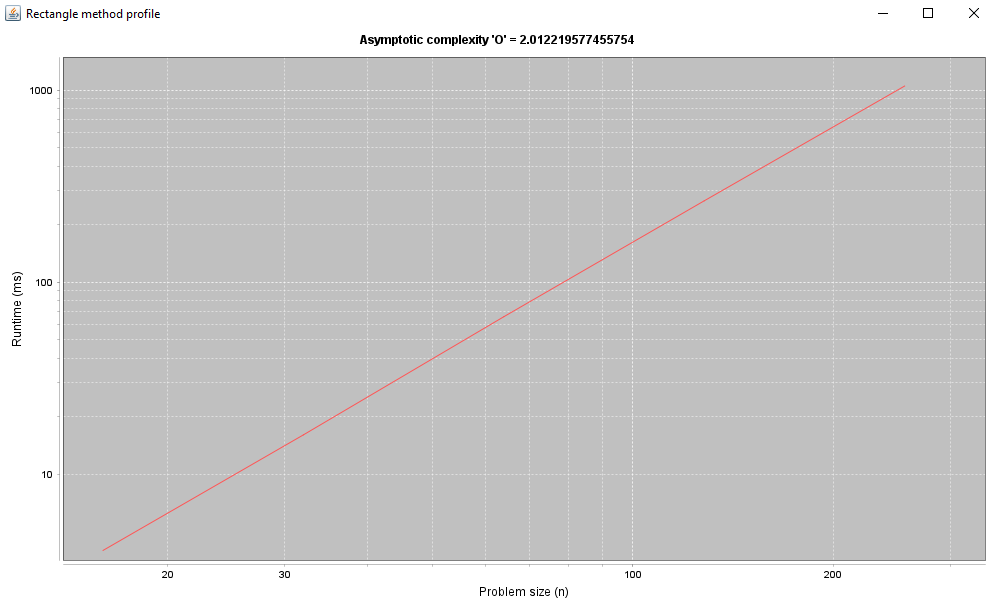 Rectangle method profile
Asymptotic complexity 'O' = 2.012219577455754
1000
100
10
Runtime (ms)
20 30 100 200
Problem size (n)